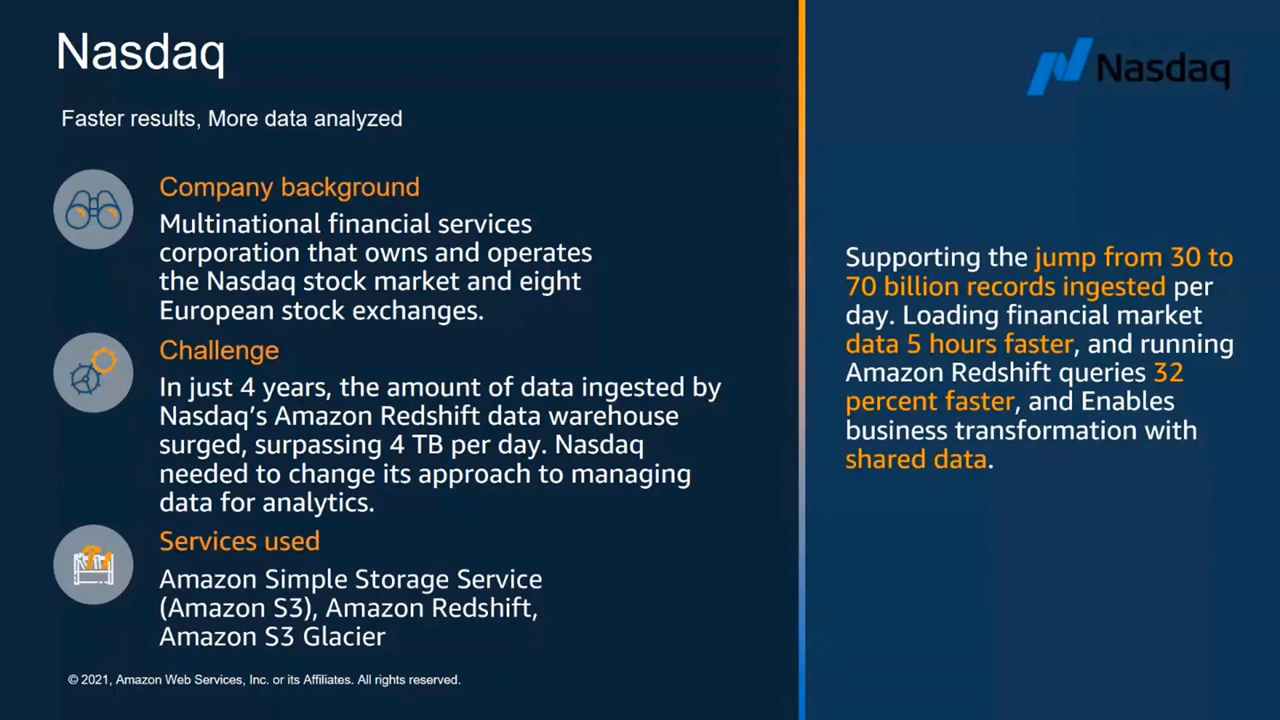 Nasdaq
Faster results, More data analyzed
Company background
Multinational financial services
corporation that owns and operates
the Nasdaq stock market and eight
European stock exchanges.
Challenge
In just 4 years, the amount of data ingested by
Nasdaq’s Amazon Redshift data warehouse
surged, surpassing 4 TB per day. Nasdaq
needed to change its approach to managing
data for analytics.
Services used
Amazon Simple Storage Service
(Amazon S3), Amazon Redshift,
Amazon S3 Glacier
© 2021, Amazon Web Services, Inc. or its Affiliates. All rights reserved.
Nasdaq
Supporting the jump from 30 to
70 billion records ingested per
day. Loading financial market
data 5 hours faster, and running
Amazon Redshift queries 32
percent faster, and Enables
business transformation with
shared data.